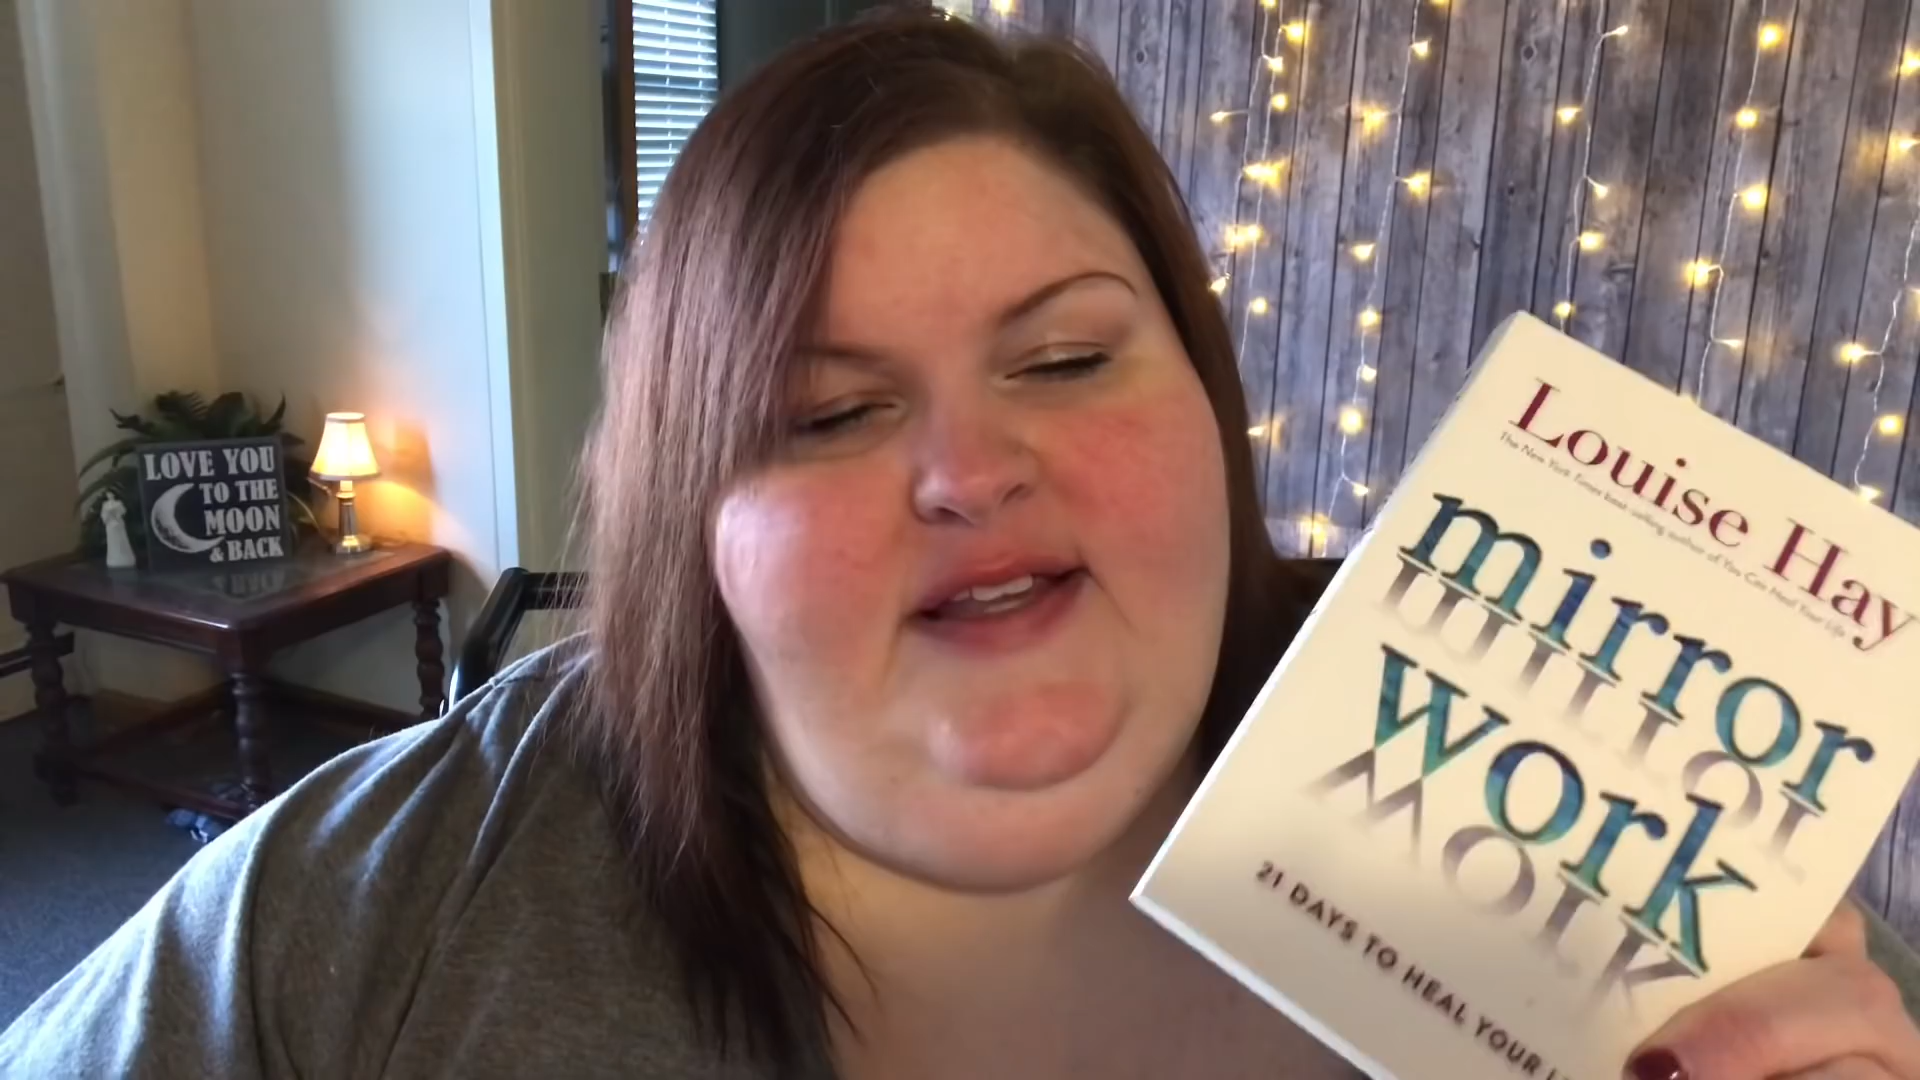 LOVE YOU
TO THE
MOON
& BACK
Louise Hay
The New York Times best-selling author of You Can Heal Your Life
mirror
work
21 DAYS TO HEAL YOUR